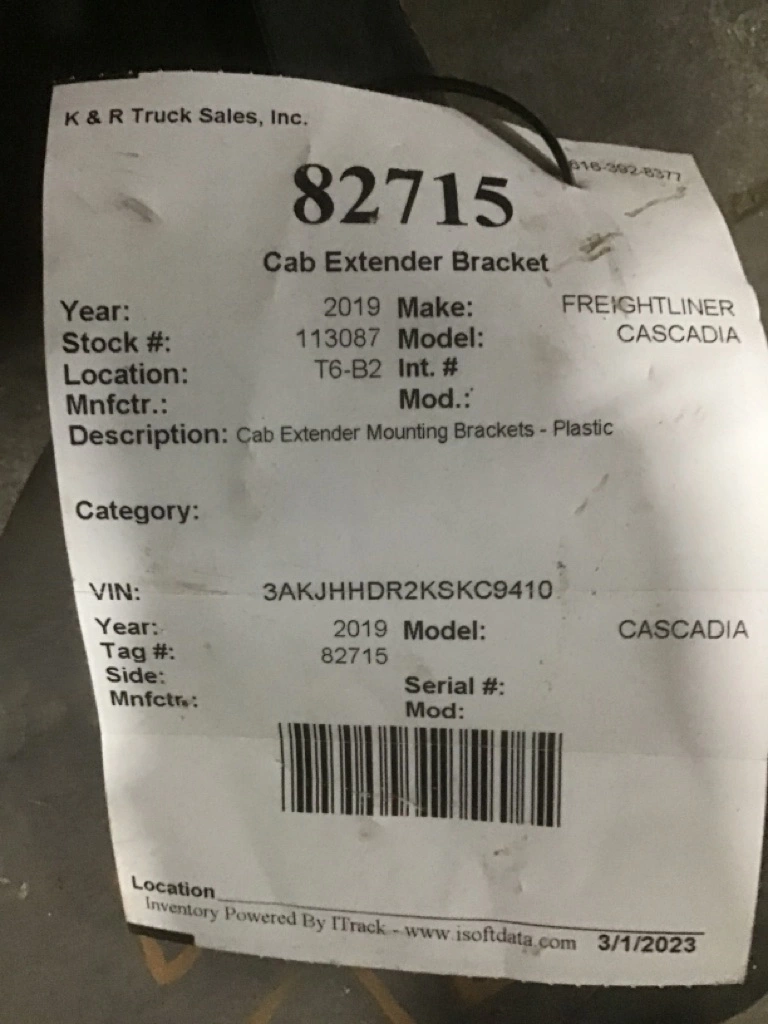 K & R Truck Sales, Inc.
616-392-8377
82715
Cab Extender Bracket
Year: 2019 Make: FREIGHTLINER
Stock #: 113087 Model: CASCADIA
Location: T6-B2 Int. #
Mnfctr.: Mod.:
Description: Cab Extender Mounting Brackets - Plastic
Category:
VIN: 3AKJHHDR2KSKC9410
Year: 2019 Model: CASCADIA
Tag #: 82715
Side: Serial #:
Mnfctr.: Mod:
Location
Inventory Powered By ITrack - www.isoftdata.com 3/1/2023